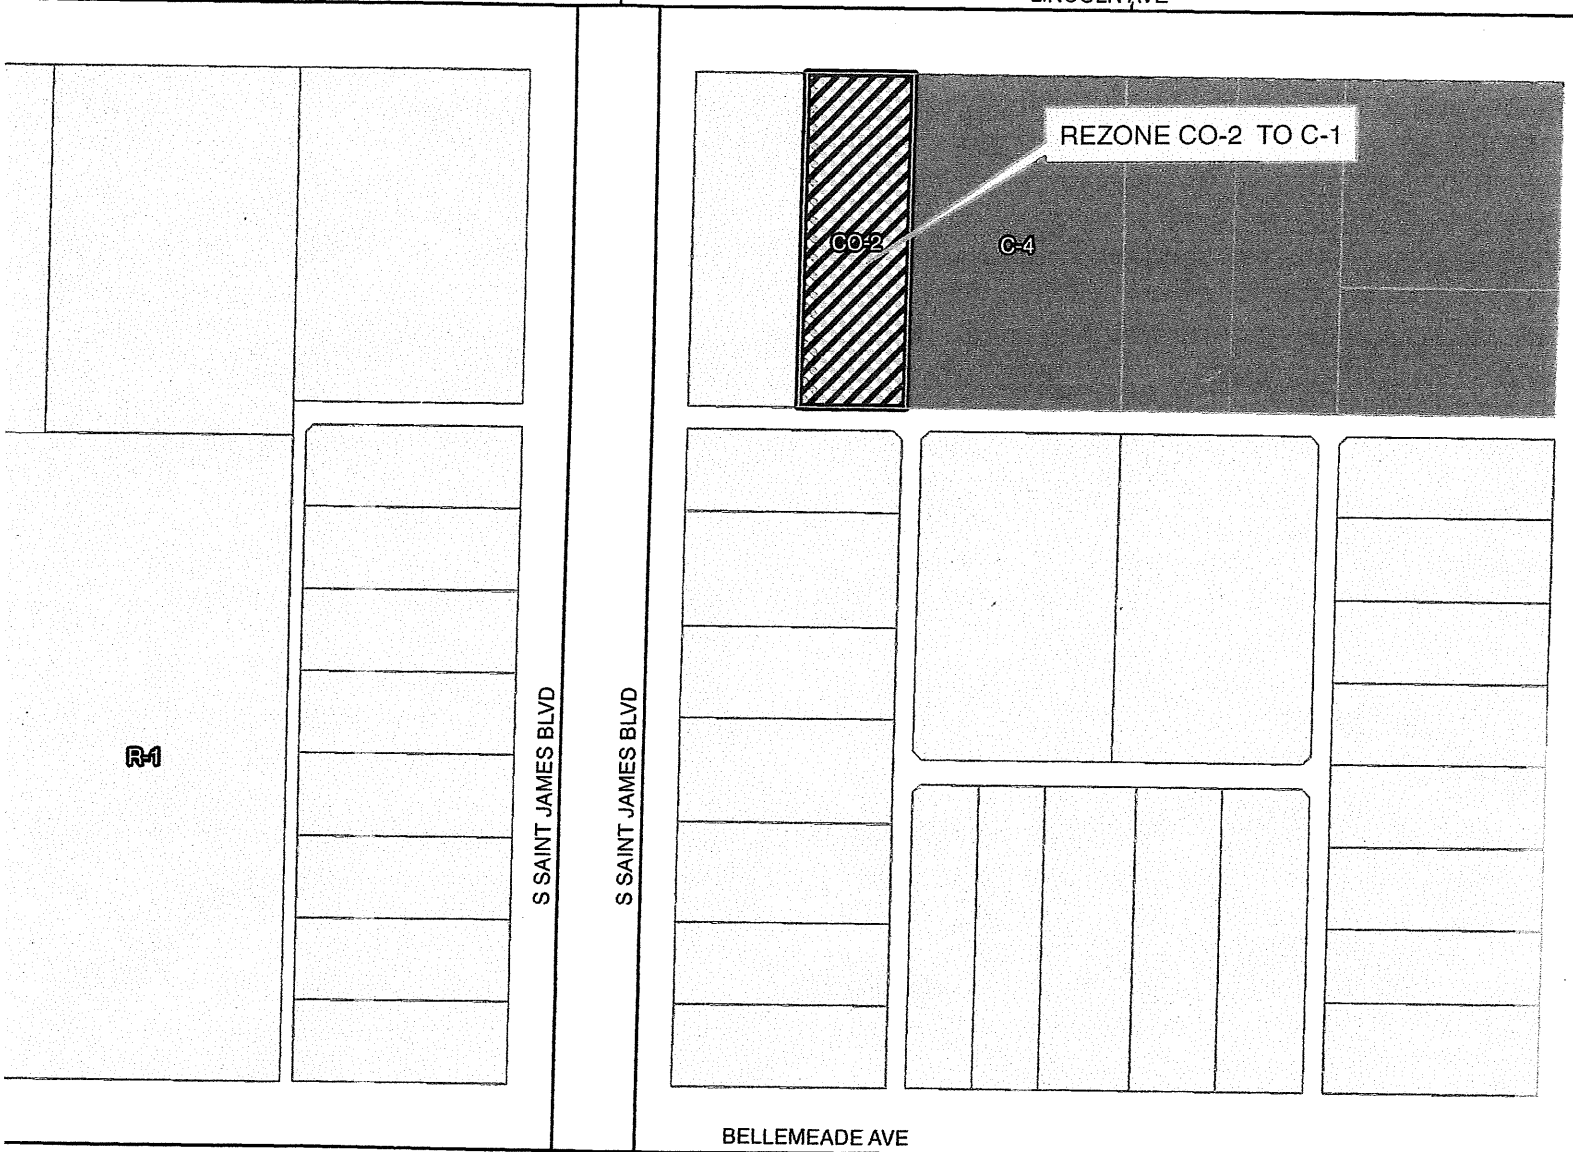 REZONE CO-2 TO C-1
CO-2
C-4
R-1
S SAINT JAMES BLVD
S SAINT JAMES BLVD
BELLEMEADE AVE